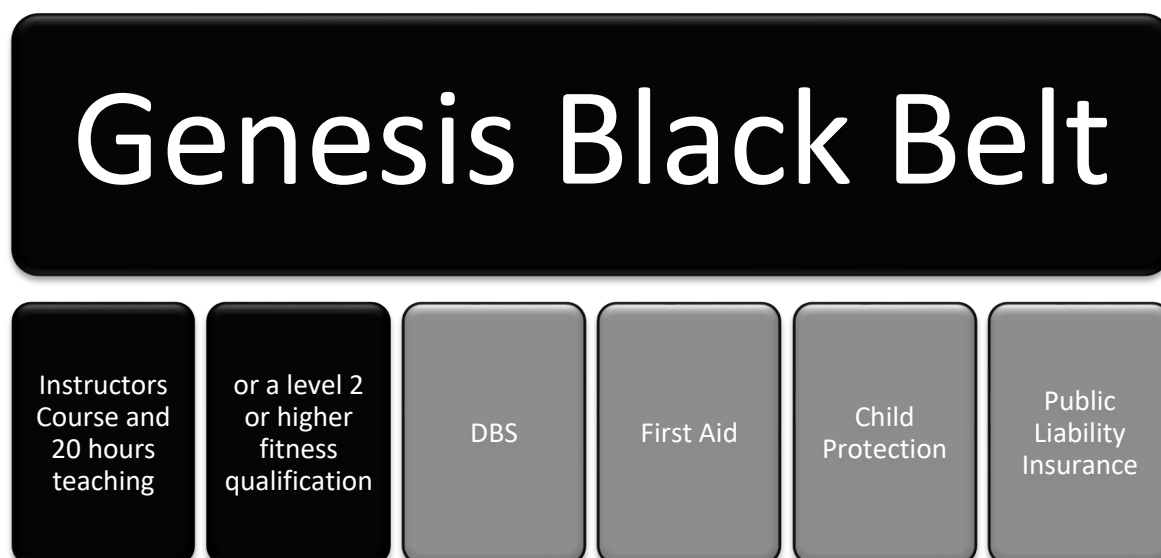 Genesis Black Belt
Instructors
Course and
20 hours
teaching
or a level 2
or higher
fitness
qualification
DBS
First Aid
Child
Protection
Public
Liability
Insurance